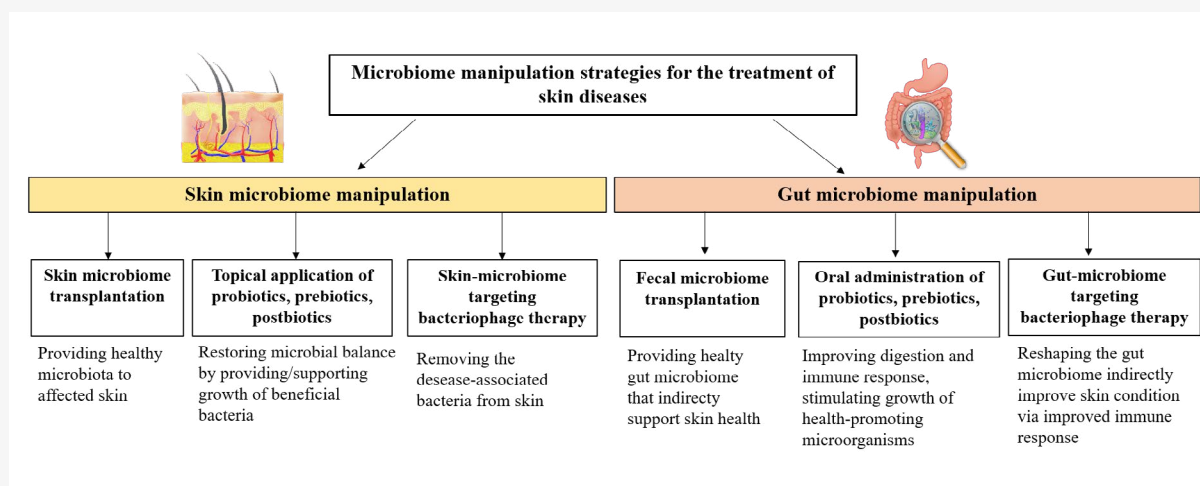 Microbiome manipulation strategies for the treatment of
skin diseases
Skin microbiome manipulation
Gut microbiome manipulation
Skin microbiome
transplantation
Providing healthy
microbiota to
affected skin
Topical application of
probiotics, prebiotics,
postbiotics
Restoring microbial balance
by providing/supporting
growth of beneficial
bacteria
Skin-microbiome
targeting
bacteriophage therapy
Removing the
desease-associated
bacteria from skin
Fecal microbiome
transplantation
Providing healty
gut microbiome
that indirecty
support skin health
Oral administration of
probiotics, prebiotics,
postbiotics
Improving digestion and
immune response,
stimulating growth of
health-promoting
microorganisms
Gut-microbiome
targeting
bacteriophage therapy
Reshaping the gut
microbiome indirectly
improve skin condition
via improved immune
response